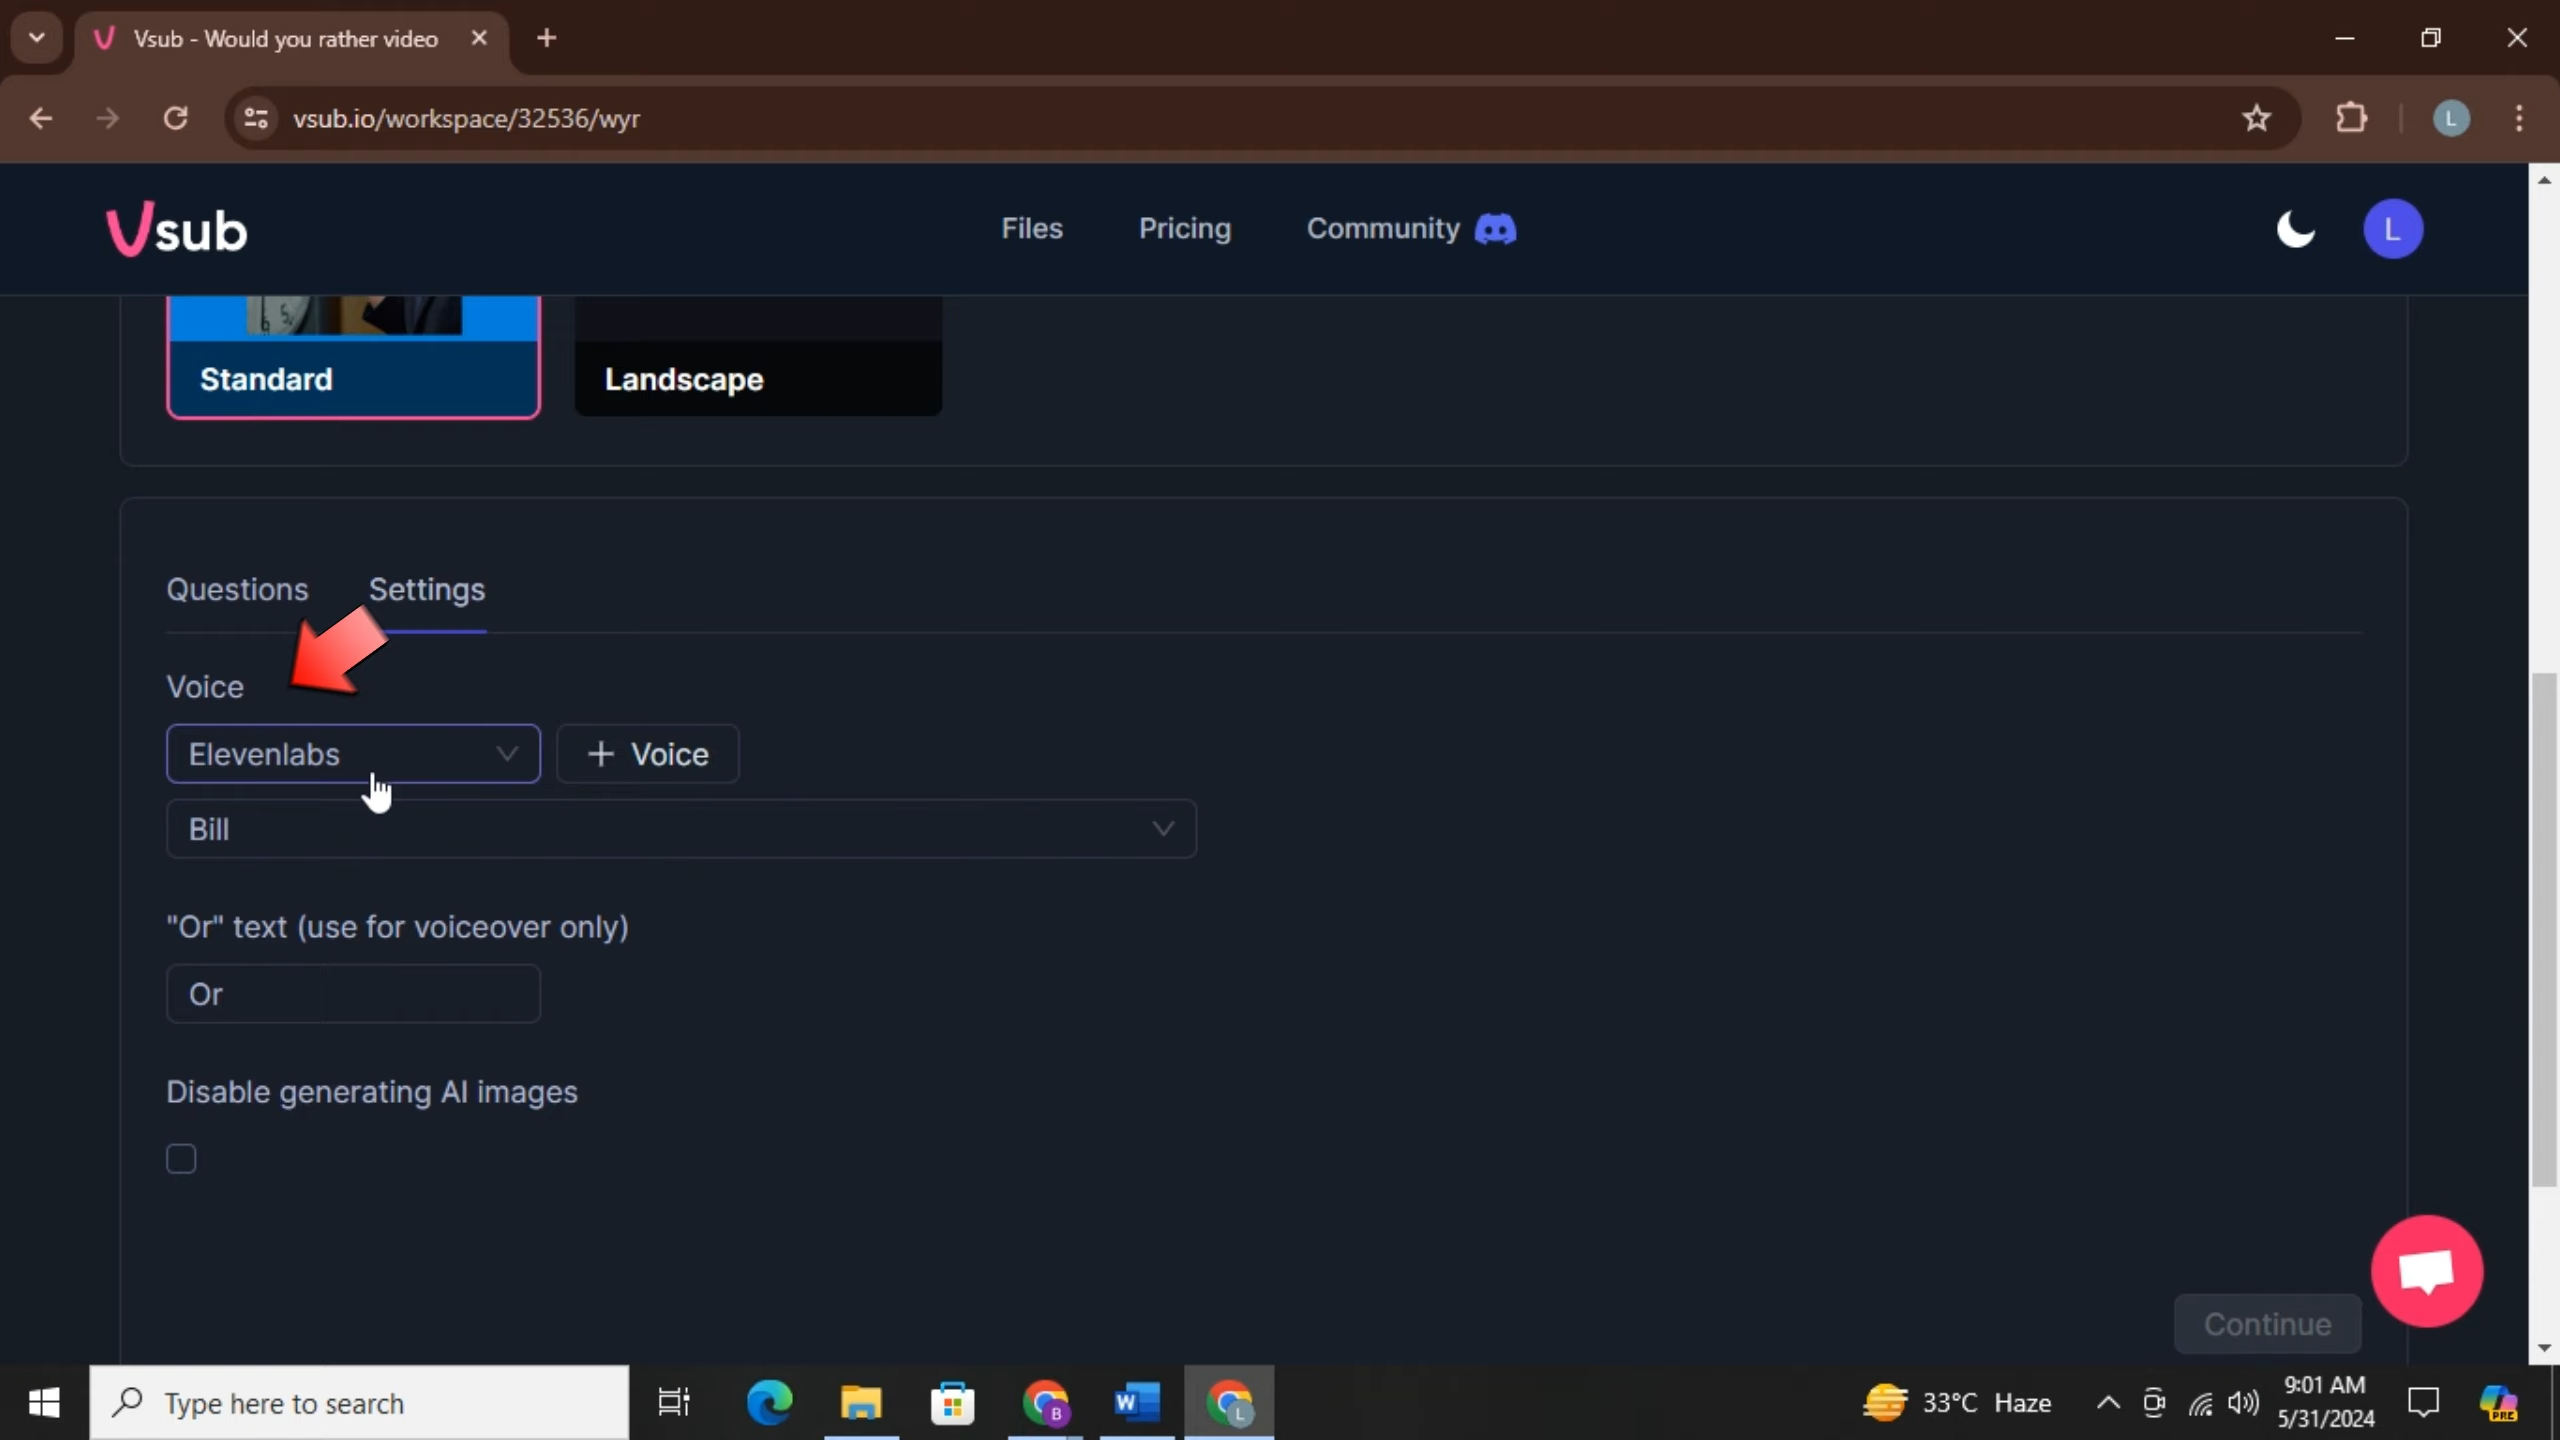 Vsub - Would you rather video
vsub.io/workspace/32536/wyr
L
Vsub
Files
Pricing
Community
L
Standard
Landscape
Questions
Settings
Voice
Elevenlabs
+ Voice
Bill
"Or" text (use for voiceover only)
Or
Disable generating AI images
Continue
Type here to search
B
W
L
33°C Haze
9:01 AM
5/31/2024
PRE